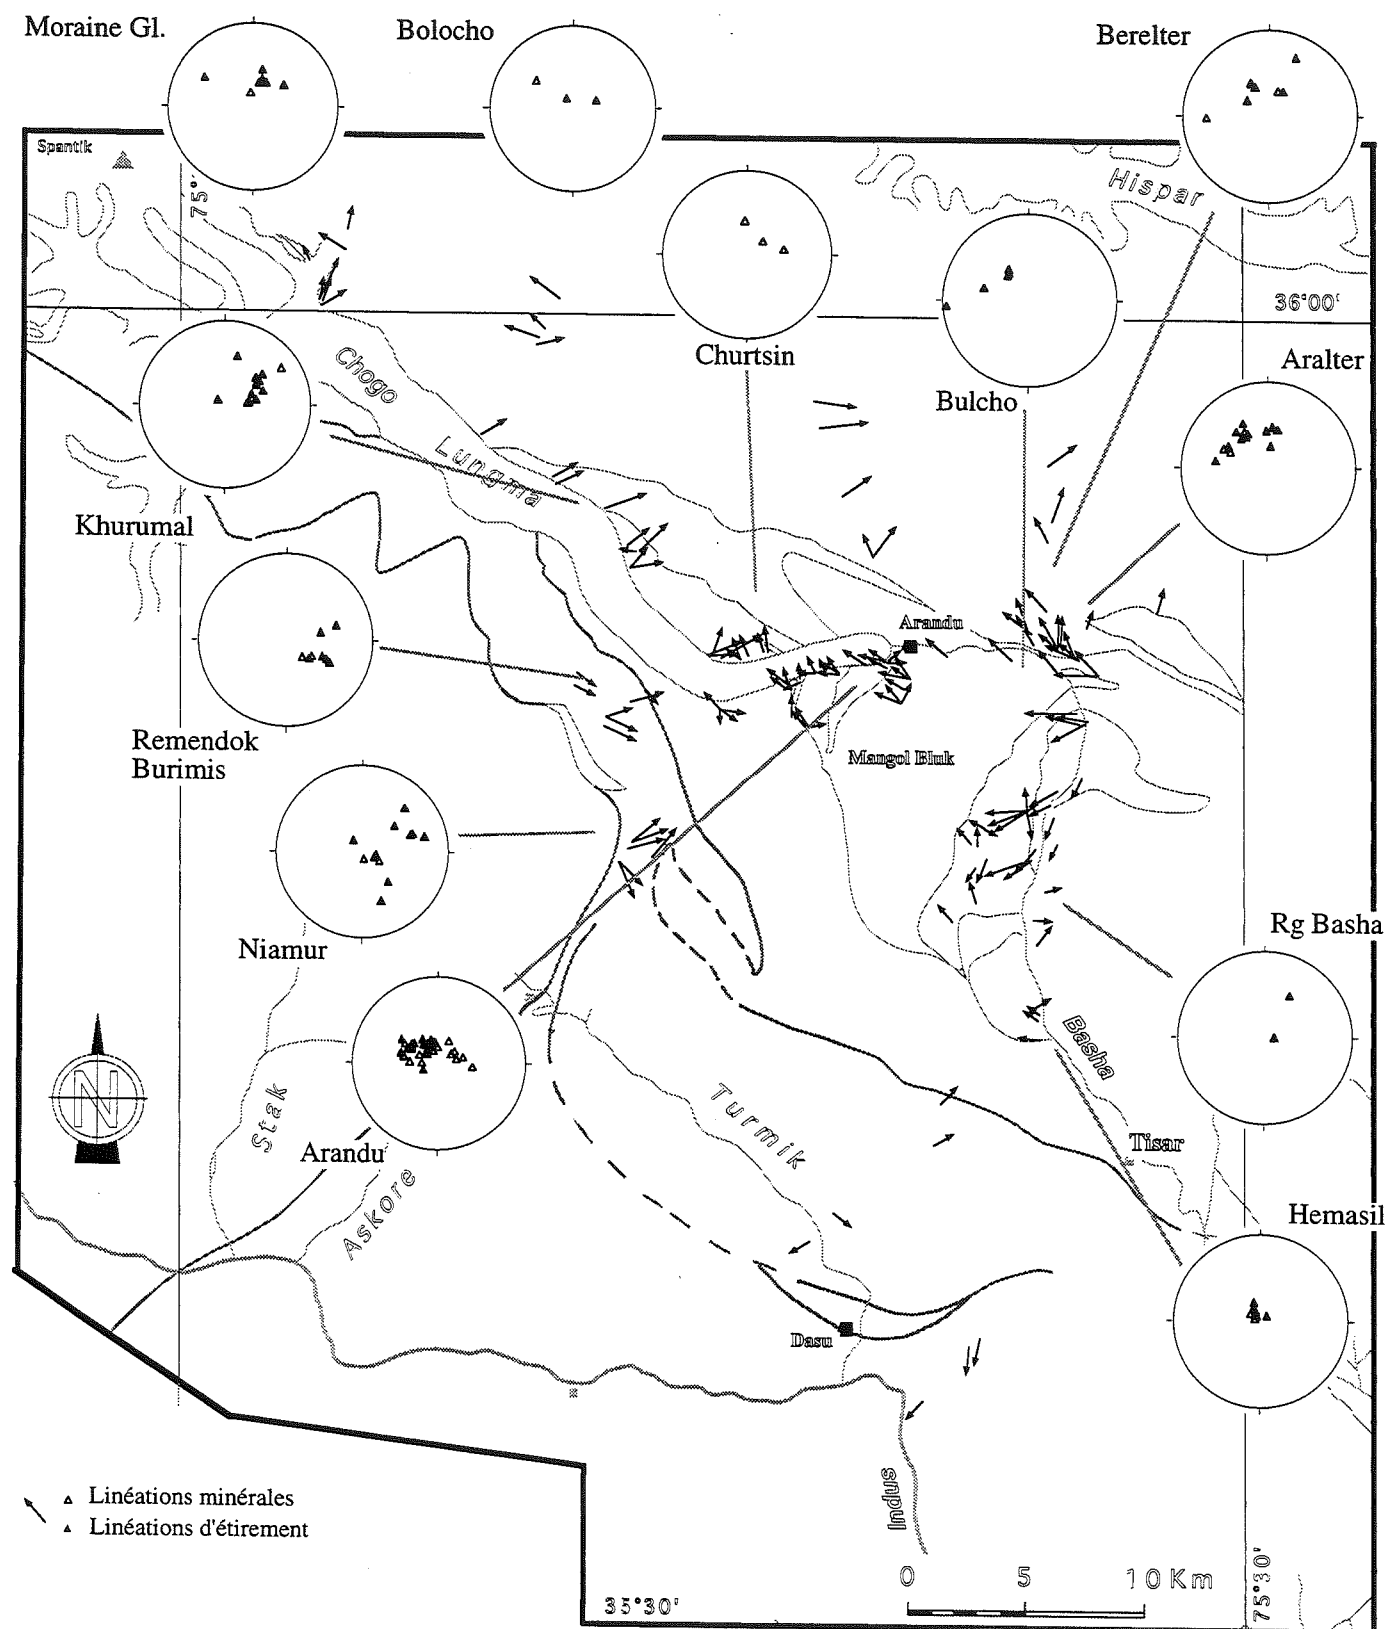 Moraine Gl.
Bolocho
Berelter
Spantik
75°
Hispar
36°00'
Churtsin
Bulcho
Aralter
Chogo
Lungma
Khurumal
Arandu
Remendok
Burimis
Mangol Bluk
Niamur
Rg Basha
N
Basha
Stak
Turmik
Tisar
Arandu
Askore
Hemasil
Dasu
Indus
Linéations minérales
Linéations d'étirement
0 5 10 Km
35°30'
75°30'